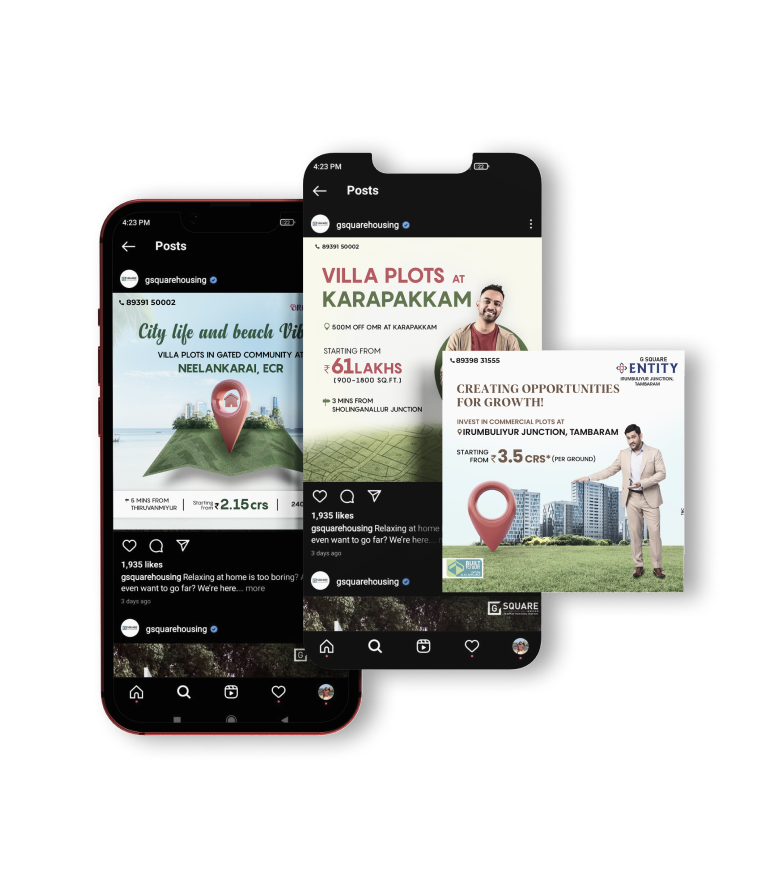 4:23 PM
Posts
gsquarehousing
89391 50002
City life and beach Vib
VILLA PLOTS IN GATED COMMUNITY AT
NEELANKARAI, ECR
5 MINS FROM
THIRUVANMIYUR
Starting
from ₹2.15 crs
240
1,935 likes
gsquarehousing Relaxing at home is too boring?
even want to go far? We're here... more
3 days ago
gsquarehousing
G
4:23 PM
Posts
gsquarehousing
89391 50002
VILLA PLOTS AT
KARAPAKKAM
500M OFF OMR AT KARAPAKKAM
STARTING FROM
₹61LAKHS
(900-1800 SQ.FT.)
3 MINS FROM
SHOLINGANALLUR JUNCTION
1,935 likes
gsquarehousing Relaxing at home
even want to go far? We're here...
3 days ago
gsquarehousing
G SQUARE
89398 31555
G SQUARE
ENTITY
IRUMBULIYUR JUNCTION,
TAMBARAM
CREATING OPPORTUNITIES
FOR GROWTH!
INVEST IN COMMERCIAL PLOTS AT
IRUMBULIYUR JUNCTION, TAMBARAM
STARTING
FROM ₹3.5 CRS* (PER GROUND)
BUILT